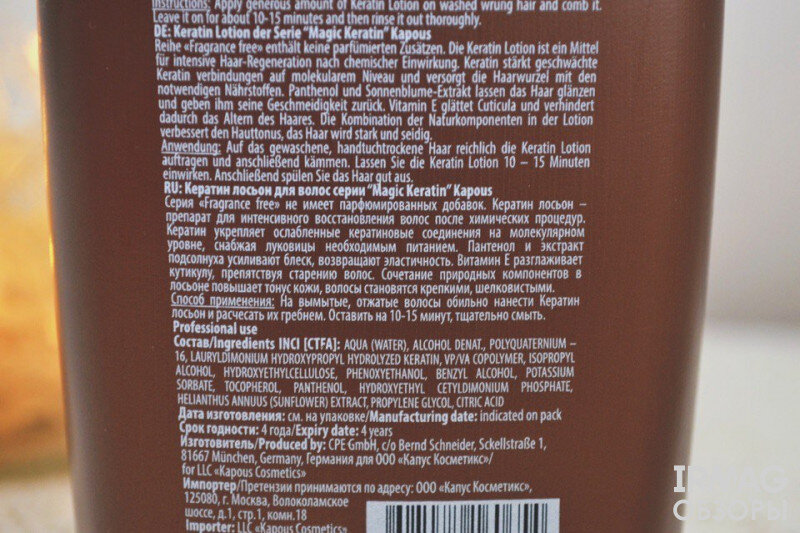 Instructions: Apply generous amount of Keratin Lotion on washed wrung hair and comb it.
Leave it on for about 10-15 minutes and then rinse it out thoroughly.
DE: Keratin Lotion der Serie "Magic Keratin" Kapous
Reihe «Fragrance free» enthält keine parfümierten Zusätzen. Die Keratin Lotion ist ein Mittel
für intensive Haar-Regeneration nach chemischer Einwirkung. Keratin stärkt geschwächte
Keratin verbindungen auf molekularem Niveau und versorgt die Haarwurzel mit den
notwendigen Nährstoffen. Panthenol und Sonnenblume-Extrakt lassen das Haar glänzen
und geben ihm seine Geschmeidigkeit zurück. Vitamin E glättet Cuticula und verhindert
dadurch das Altern des Haares. Die Kombination der Naturkomponenten in der Lotion
verbessert den Hauttonus, das Haar wird stark und seidig.
Anwendung: Auf das gewaschene, handtuchtrockene Haar reichlich die Keratin Lotion
auftragen und anschließend kämmen. Lassen Sie die Keratin Lotion 10 – 15 Minuten
einwirken. Anschließend spülen Sie das Haar gut aus.
RU: Кератин лосьон для волос серии "Magic Keratin" Kapous
Серия «Fragrance free» не имеет парфюмированных добавок. Кератин лосьон –
препарат для интенсивного восстановления волос после химических процедур.
Кератин укрепляет ослабленные кератиновые соединения на молекулярном
уровне, снабжая луковицы необходимым питанием. Пантенол и экстракт
подсолнуха усиливают блеск, возвращают эластичность. Витамин Е разглаживает
кутикулу, препятствуя старению волос. Сочетание природных компонентов в
лосьоне повышает тонус кожи, волосы становятся крепкими, шелковистыми.
Способ применения: На вымытые, отжатые волосы обильно нанести Кератин
лосьон и расчесать их гребнем. Оставить на 10-15 минут, тщательно смыть.
Professional use
Состав/Ingredients INCI [CTFA]: AQUA (WATER), ALCOHOL DENAT., POLYQUATERNIUM –
16, LAURYLDIMONIUM HYDROXYPROPYL HYDROLYZED KERATIN, VP/VA COPOLYMER, ISOPROPYL
ALCOHOL, HYDROXYETHYLCELLULOSE, PHENOXYETHANOL, BENZYL ALCOHOL, POTASSIUM
SORBATE, TOCOPHEROL, PANTHENOL, HYDROXYETHYL CETYLDIMONIUM PHOSPHATE,
HELIANTHUS ANNUUS (SUNFLOWER) EXTRACT, PROPYLENE GLYCOL, CITRIC ACID
Дата изготовления: см. на упаковке/Manufacturing date: indicated on pack
Срок годности: 4 года/Expiry date: 4 years
Изготовитель/Produced by: CPE GmbH, c/o Bernd Schneider, Sckellstraße 1,
81667 München, Germany, Германия для ООО «Капус Косметикс»/
for LLC «Kapous Cosmetics»
Импортер/Претензии принимаются по адресу: ООО «Капус Косметикс»,
125080, г. Москва, Волоколамское
шоссе, д.1, стр.1, комн.18
Importer: LLC «Kapous Cosmetics»
ОБЗОРЫ